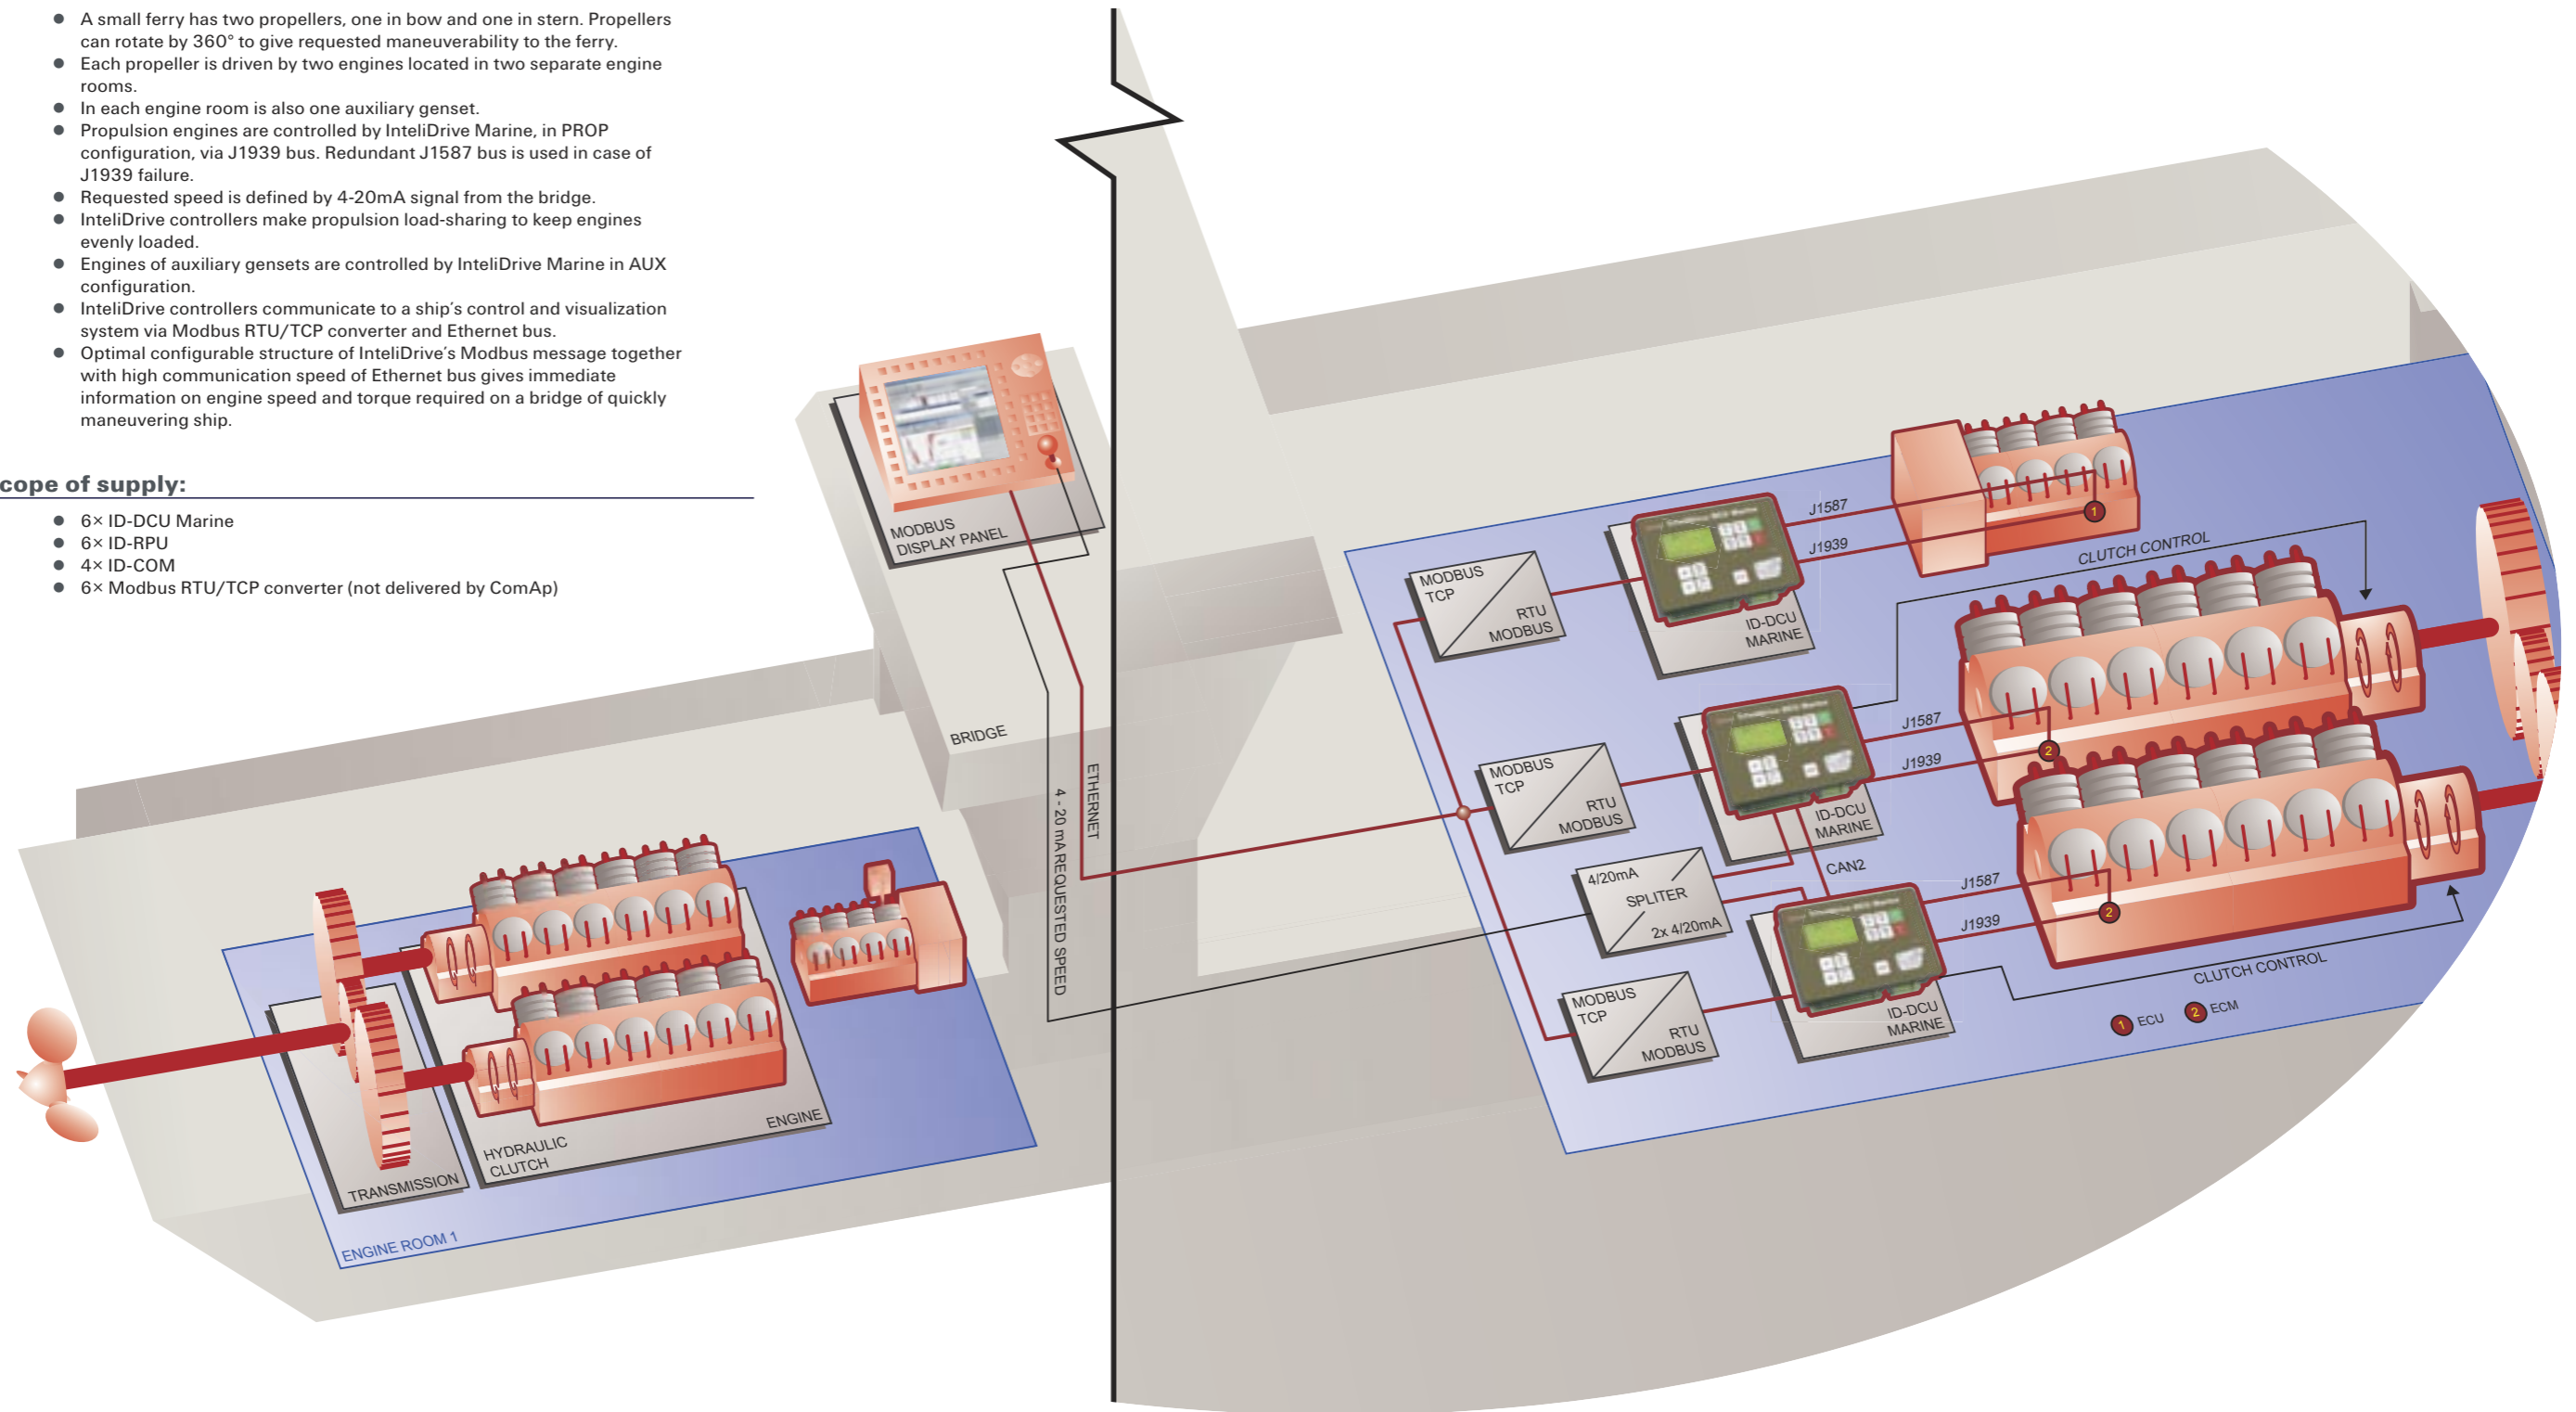 ● A small ferry has two propellers, one in bow and one in stern. Propellers
can rotate by 360° to give requested maneuverability to the ferry.
● Each propeller is driven by two engines located in two separate engine
rooms.
● In each engine room is also one auxiliary genset.
● Propulsion engines are controlled by InteliDrive Marine, in PROP
configuration, via J1939 bus. Redundant J1587 bus is used in case of
J1939 failure.
● Requested speed is defined by 4-20mA signal from the bridge.
● InteliDrive controllers make propulsion load-sharing to keep engines
evenly loaded.
● Engines of auxiliary gensets are controlled by InteliDrive Marine in AUX
configuration.
● InteliDrive controllers communicate to a ship's control and visualization
system via Modbus RTU/TCP converter and Ethernet bus.
● Optimal configurable structure of InteliDrive's Modbus message together
with high communication speed of Ethernet bus gives immediate
information on engine speed and torque required on a bridge of quickly
maneuvering ship.
cope of supply:
● 6× ID-DCU Marine
● 6× ID-RPU
● 4× ID-COM
● 6× Modbus RTU/TCP converter (not delivered by ComAp)
MODBUS
DISPLAY PANEL
BRIDGE
ETHERNET
4 - 20 mA REQUESTED SPEED
TRANSMISSION
HYDRAULIC
CLUTCH
ENGINE
ENGINE ROOM 1
MODBUS
TCP
RTU
MODBUS
ID-DCU
MARINE
J1587
J1939
1
CLUTCH CONTROL
MODBUS
TCP
RTU
MODBUS
ID-DCU
MARINE
J1587
J1939
2
4/20mA
SPLITER
2x 4/20mA
CAN2
J1587
J1939
2
MODBUS
TCP
RTU
MODBUS
ID-DCU
MARINE
CLUTCH CONTROL
1 ECU
2 ECM